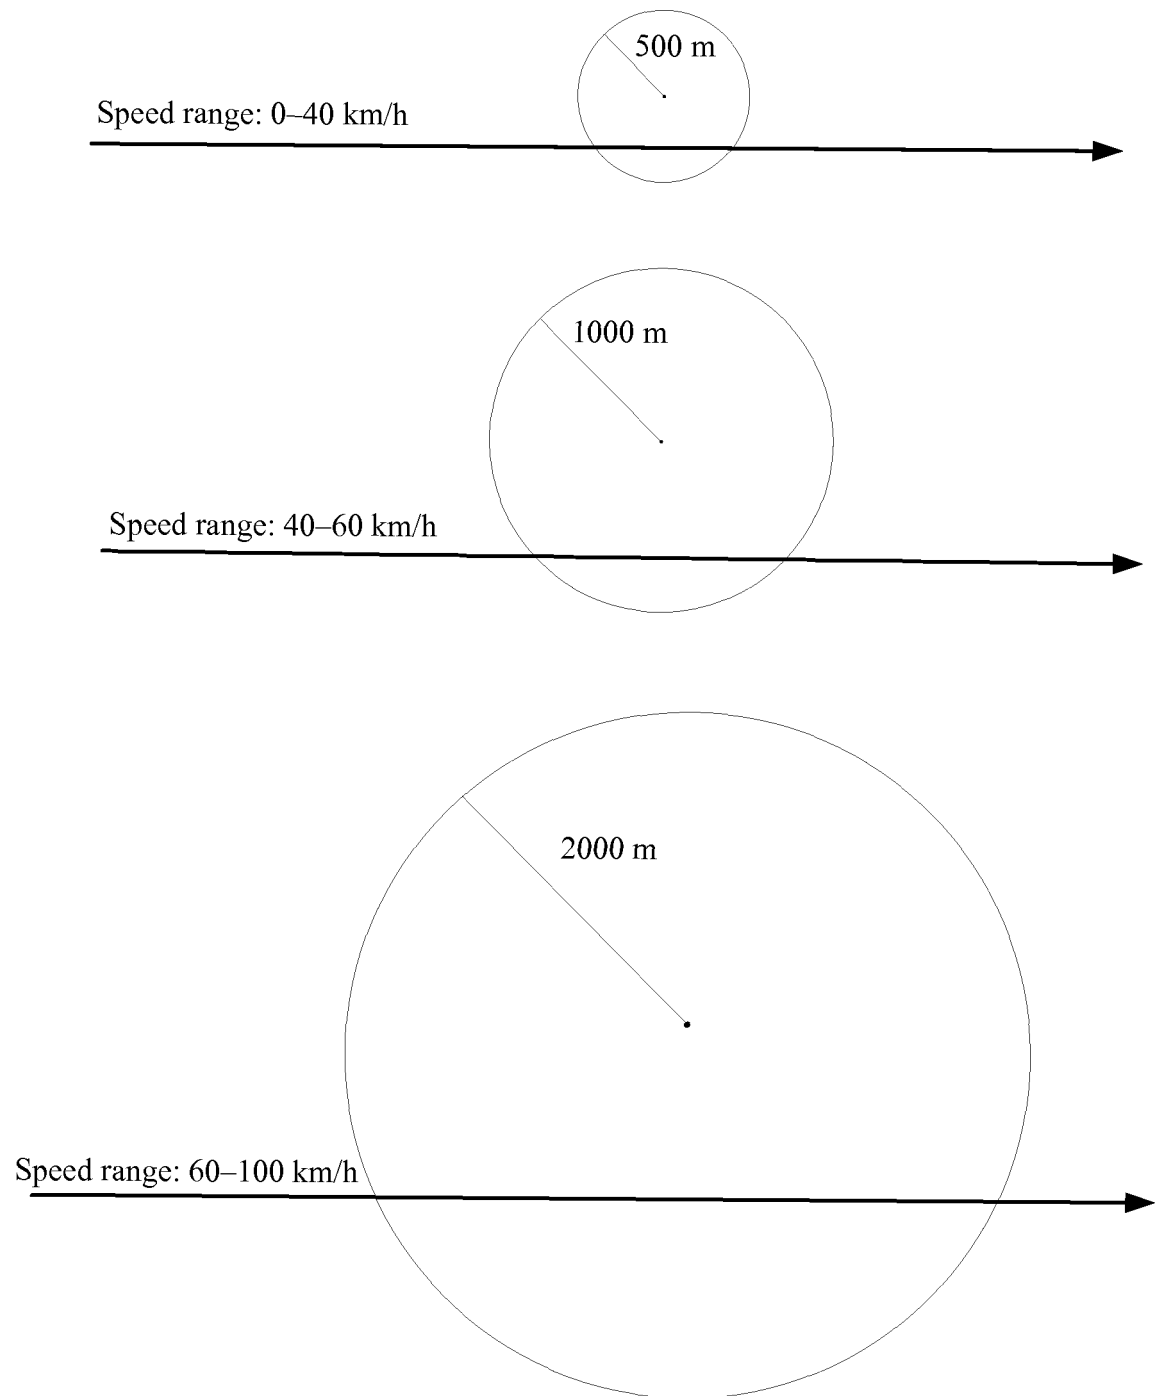 500 m
Speed range: 0–40 km/h
1000 m
Speed range: 40–60 km/h
2000 m
Speed range: 60–100 km/h